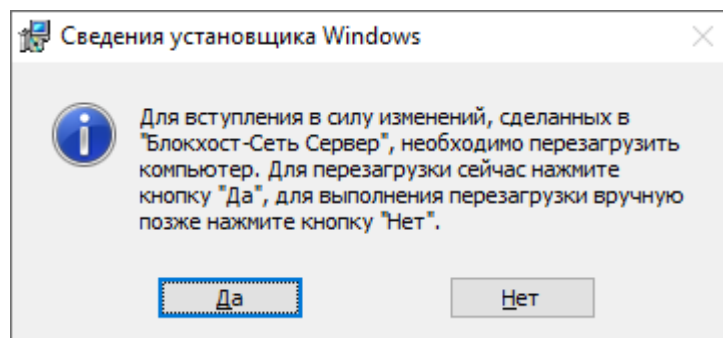 Сведения установщика Windows
Для вступления в силу изменений, сделанных в
"Блокхост-Сеть Сервер", необходимо перезагрузить
компьютер. Для перезагрузки сейчас нажмите
кнопку "Да", для выполнения перезагрузки вручную
позже нажмите кнопку "Нет".
Да
Нет